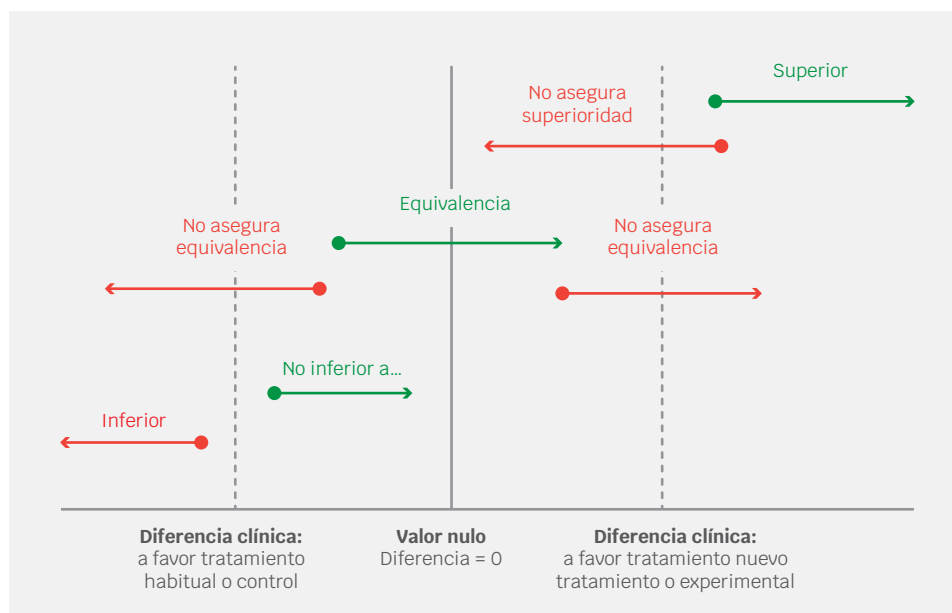 Superior
No asegura
superioridad
Equivalencia
No asegura
equivalencia
No asegura
equivalencia
No inferior a...
Inferior
Diferencia clínica:
a favor tratamiento
habitual o control
Valor nulo
Diferencia = 0
Diferencia clínica:
a favor tratamiento nuevo
tratamiento o experimental